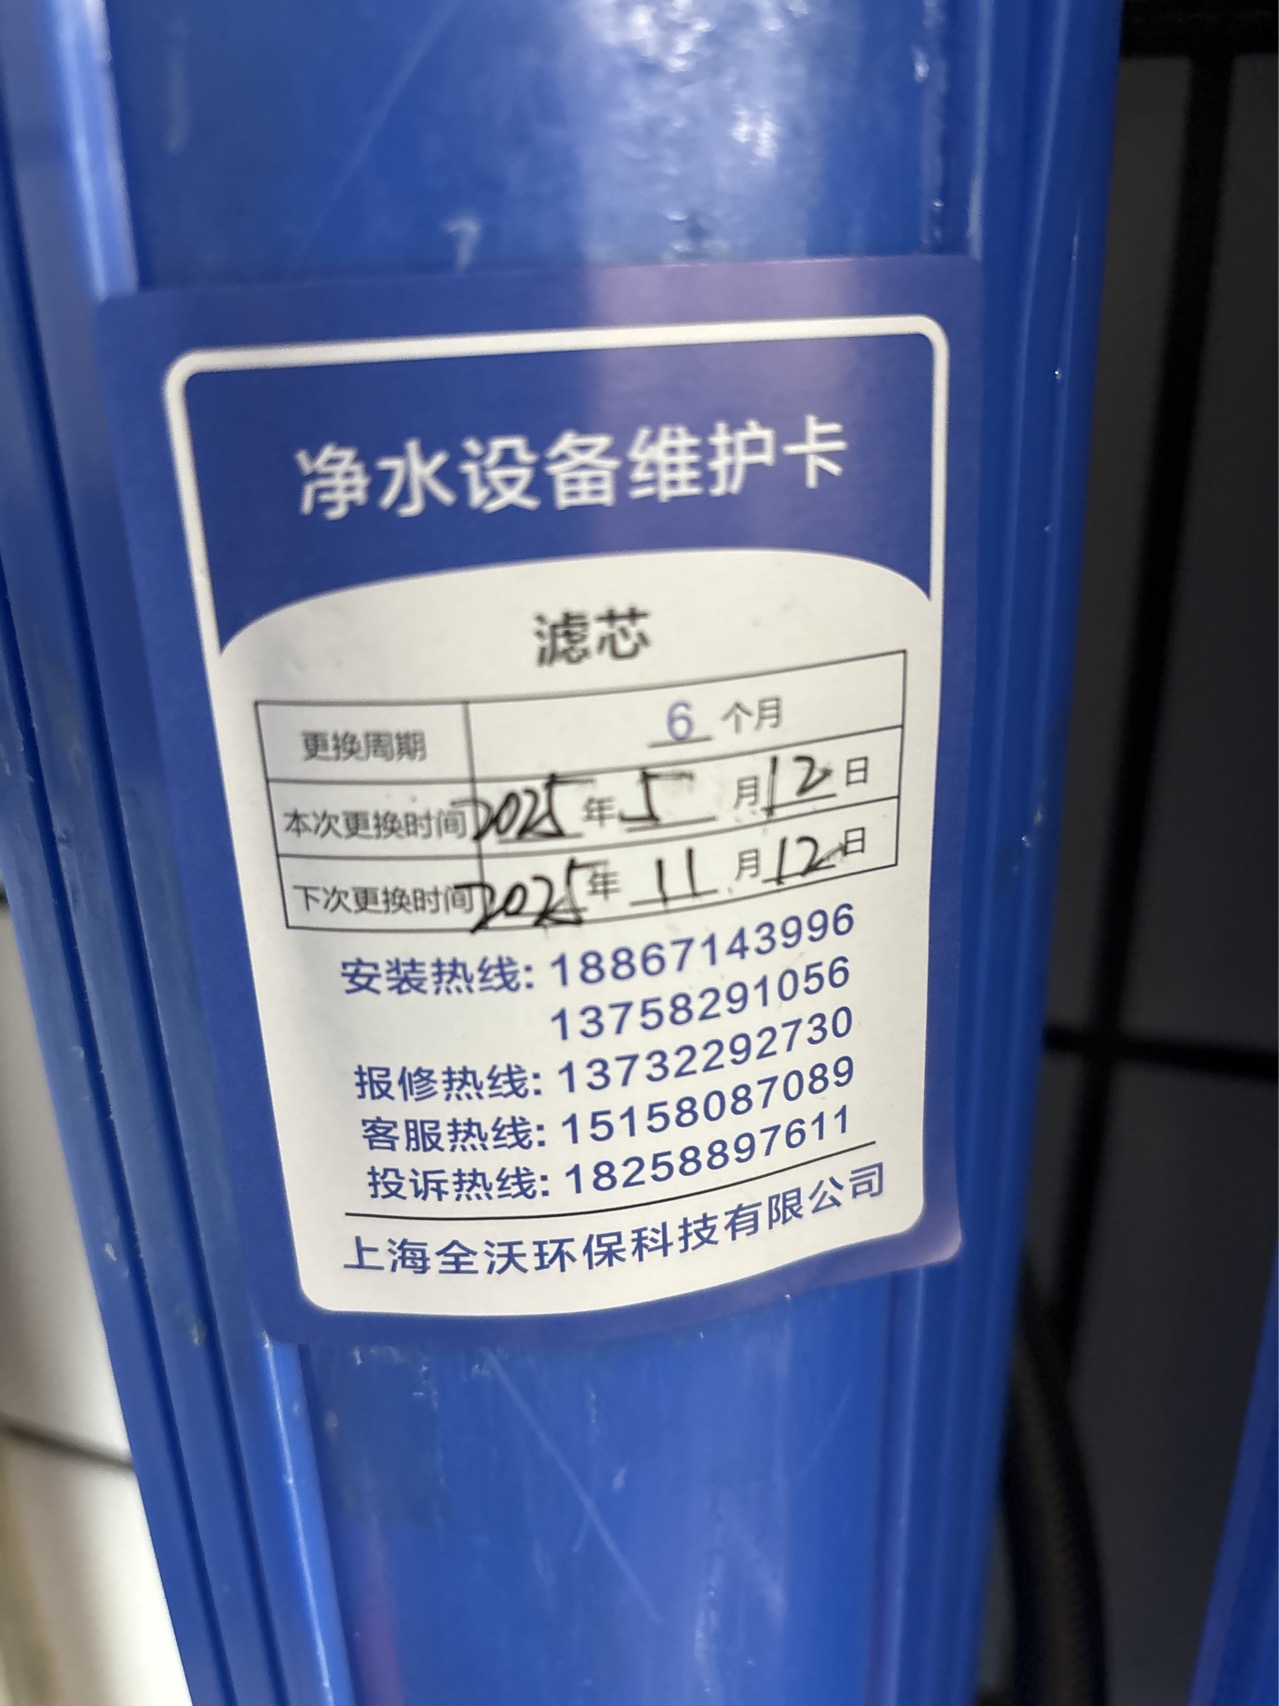 净水设备维护卡
滤芯
更换周期 6 个月
本次更换时间 2025 年 5 月 12 日
下次更换时间 2025 年 11 月 12 日
安装热线: 18867143996
13758291056
报修热线: 13732292730
客服热线: 15158087089
投诉热线: 18258897611
上海全沃环保科技有限公司